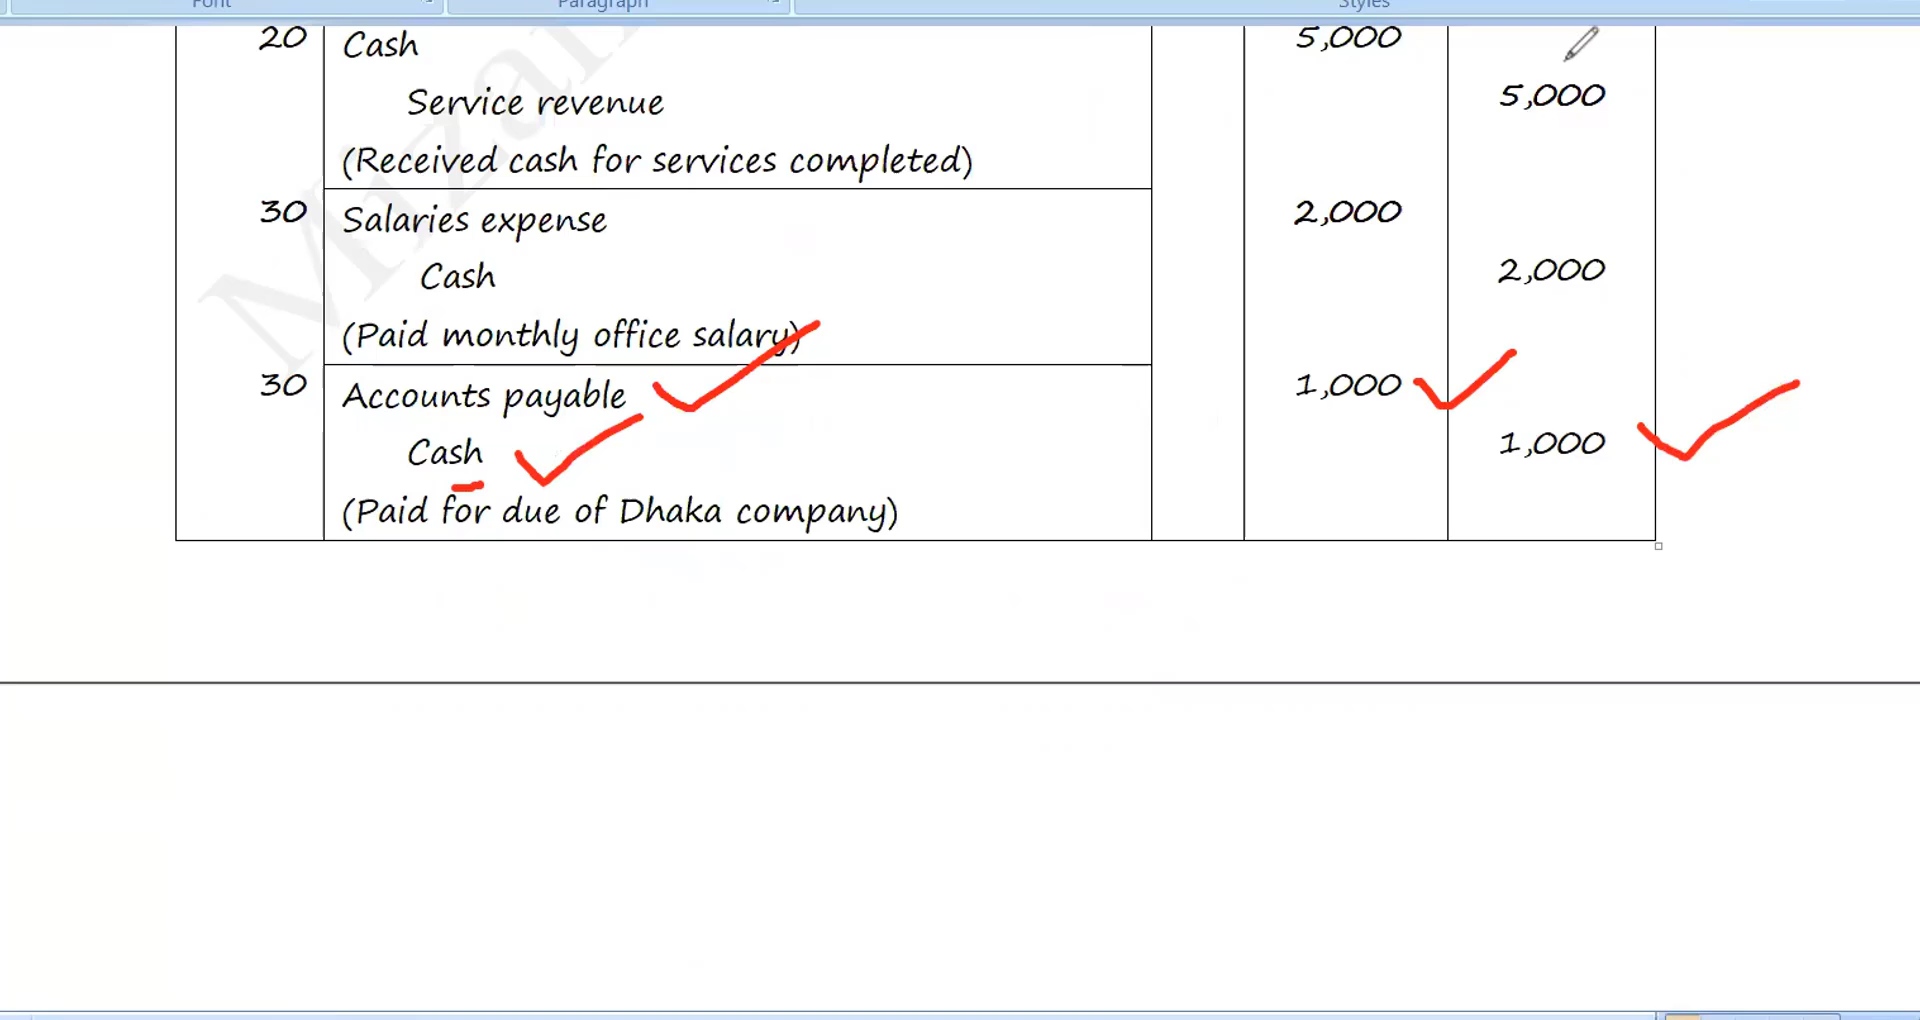 Font Paragraph Styles
20 Cash 5,000
Service revenue 5,000
(Received cash for services completed)
30 Salaries expense 2,000
Cash 2,000
(Paid monthly office salary)
30 Accounts payable 1,000
Cash 1,000
(Paid for due of Dhaka company)